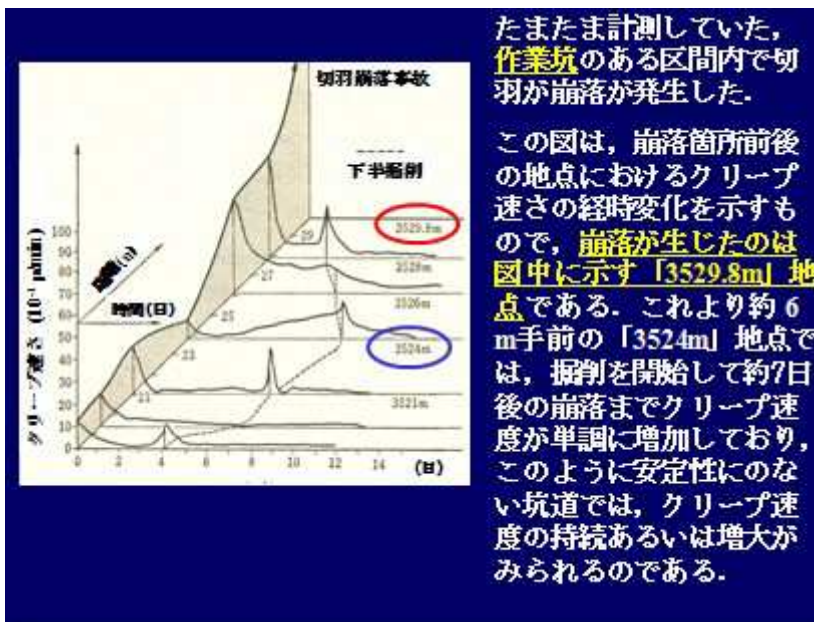 たまたま計測していた，
作業坑のある区間内で切
羽が崩落が発生した．
この図は，崩落箇所前後
の地点におけるクリープ
速さの経時変化を示すも
ので，崩落が生じたのは
図中に示す「3529.8m」地
点である．これより約 6
m手前の「3524m」地点で
は，掘削を開始して約7日
後の崩落までクリープ速
度が単調に増加しており，
このように安定性にのな
い坑道では，クリープ速
度の持続あるいは増大が
みられるのである．
切羽崩落事故
下半掘削
クリープ速さ (10⁻¹ μ/min)
時間(日)
100
90
80
70
60
50
40
30
20
10
0
29
27
25
23
21
3529.8m
3528m
3526m
3524m
3521m
0 2 4 6 8 10 12 14 (日)